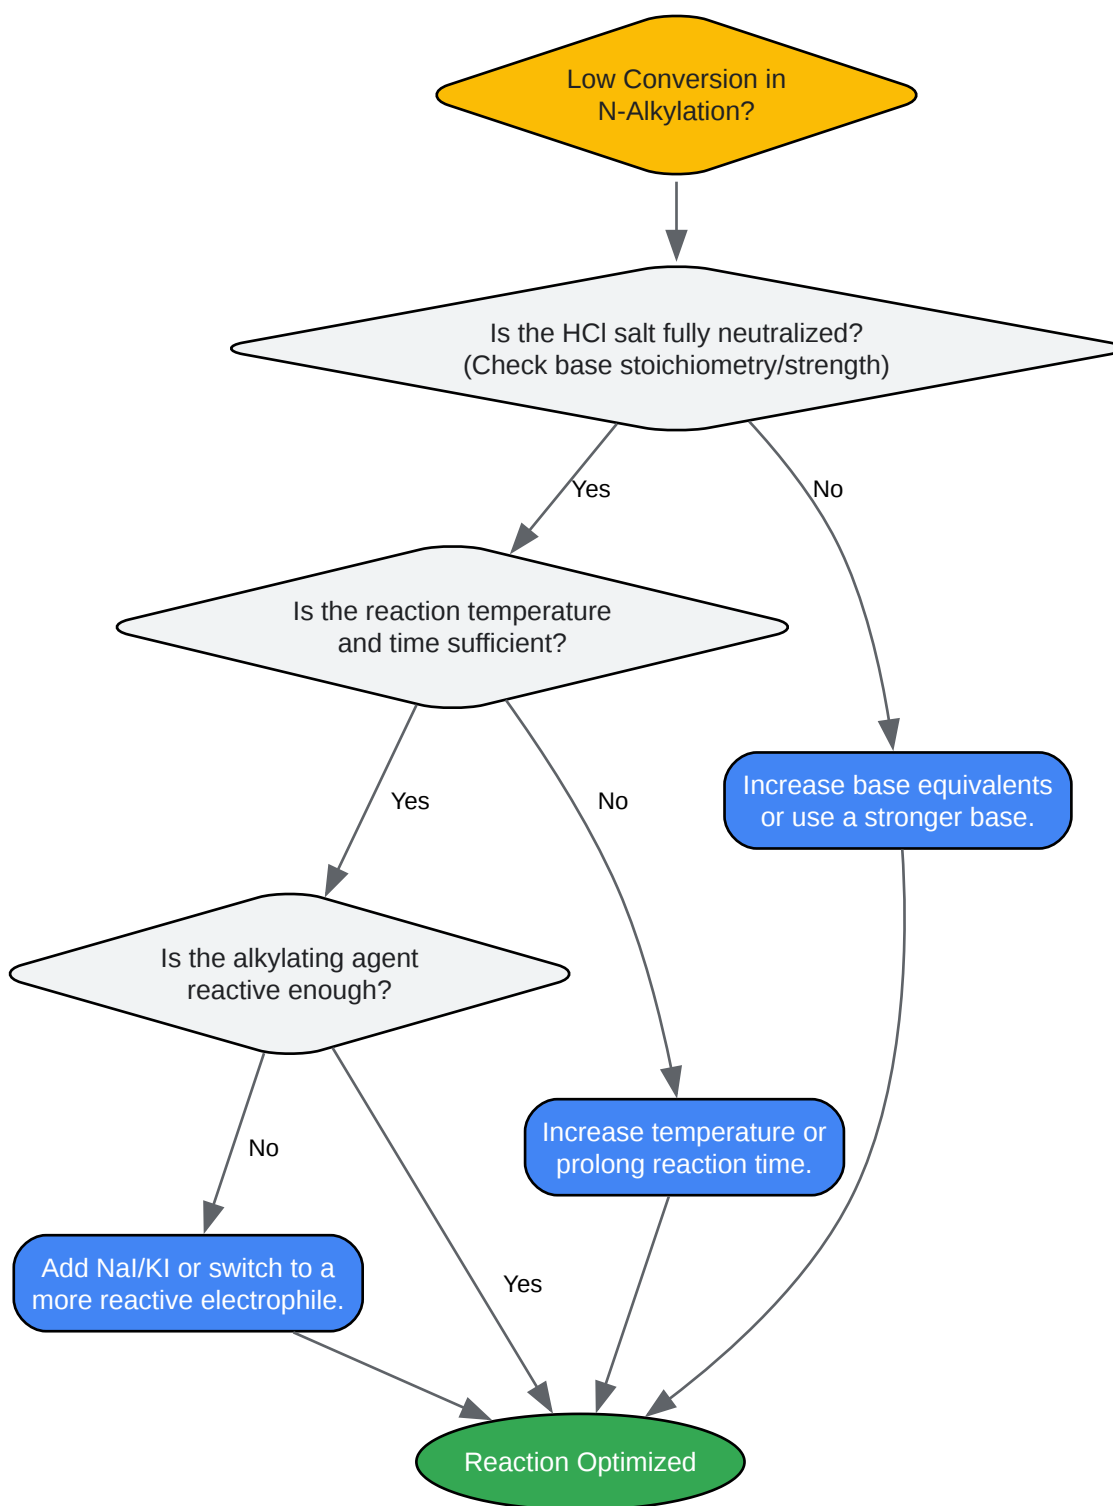 Low Conversion in
N-Alkylation?
Is the HCl salt fully neutralized?
(Check base stoichiometry/strength)
Yes
No
Is the reaction temperature
and time sufficient?
Increase base equivalents
or use a stronger base.
Yes
No
Is the alkylating agent
reactive enough?
Increase temperature or
prolong reaction time.
No
Add NaI/KI or switch to a
more reactive electrophile.
Yes
Reaction Optimized